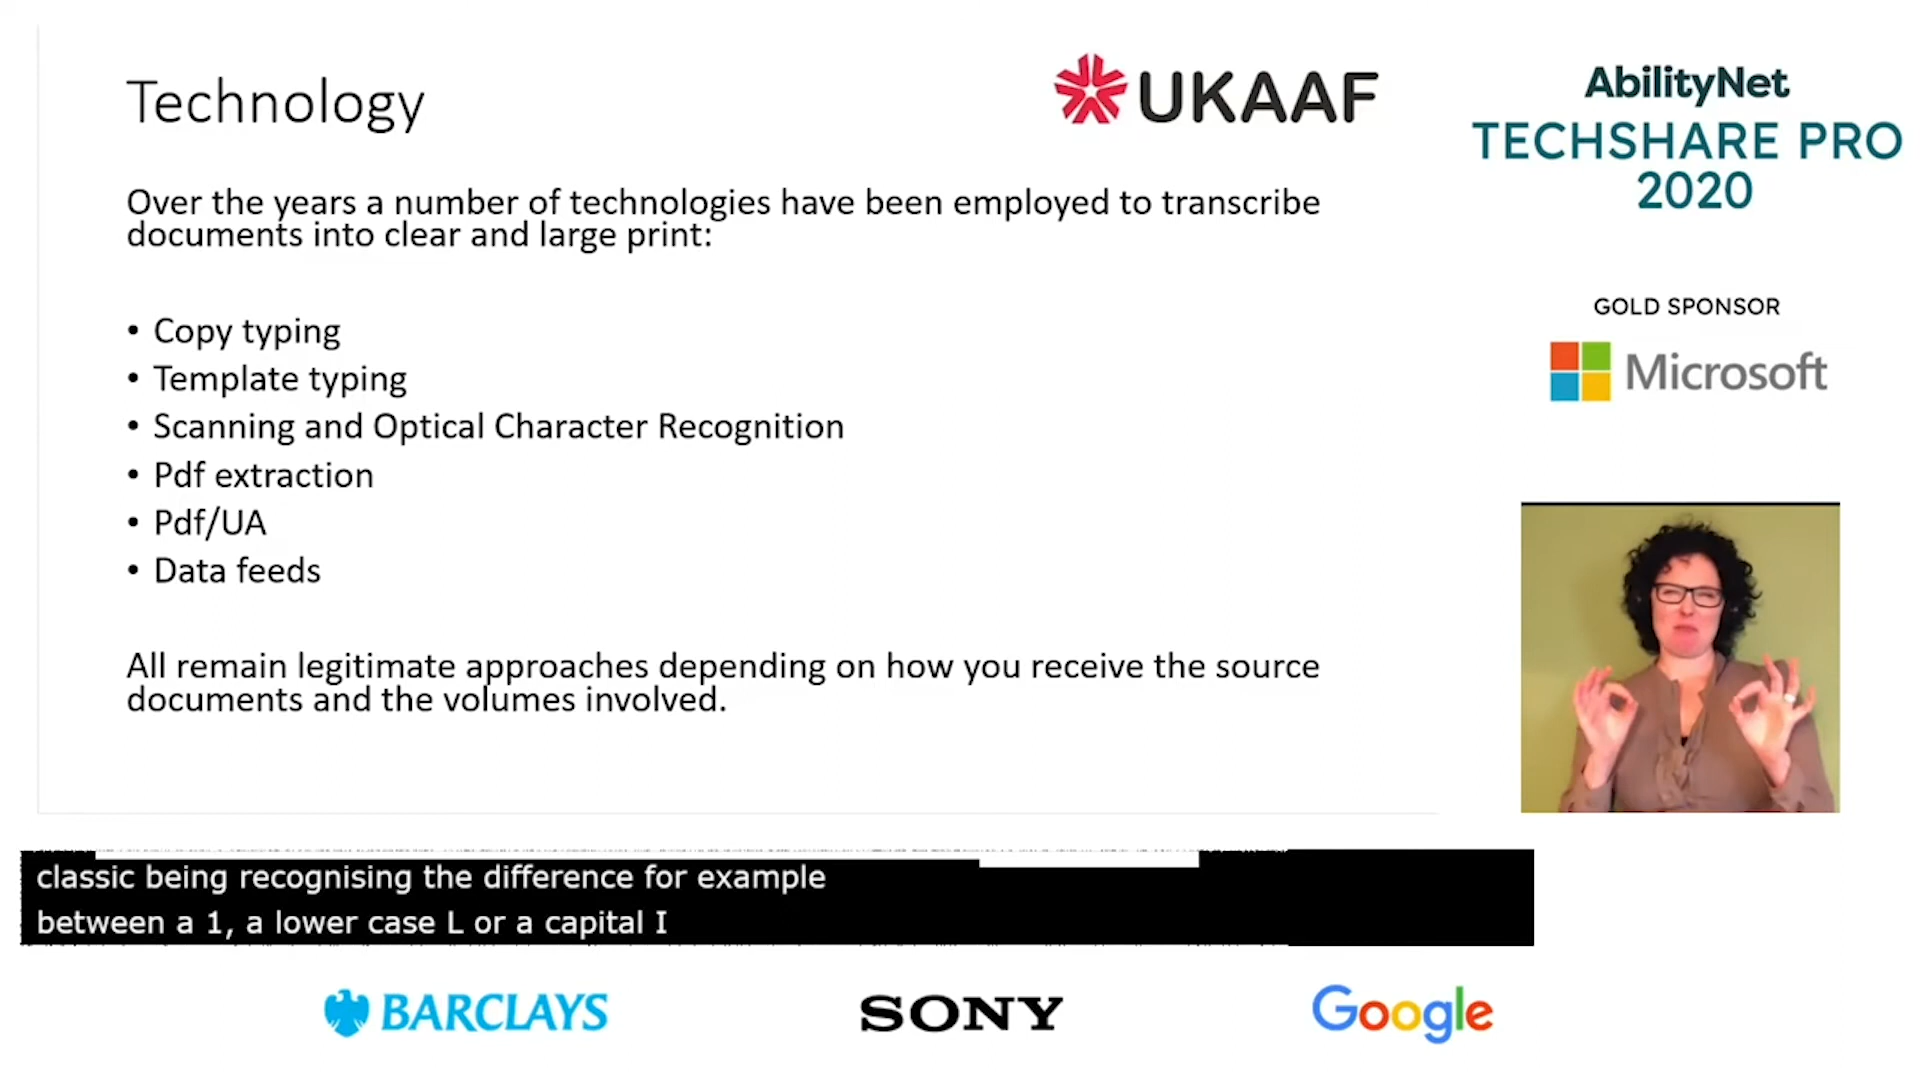 Technology
UKAAF
Over the years a number of technologies have been employed to transcribe
documents into clear and large print:
• Copy typing
• Template typing
• Scanning and Optical Character Recognition
• Pdf extraction
• Pdf/UA
• Data feeds
All remain legitimate approaches depending on how you receive the source
documents and the volumes involved.
AbilityNet
TECHSHARE PRO
2020
GOLD SPONSOR
Microsoft
classic being recognising the difference for example
between a 1, a lower case L or a capital I
BARCLAYS
SONY
Google